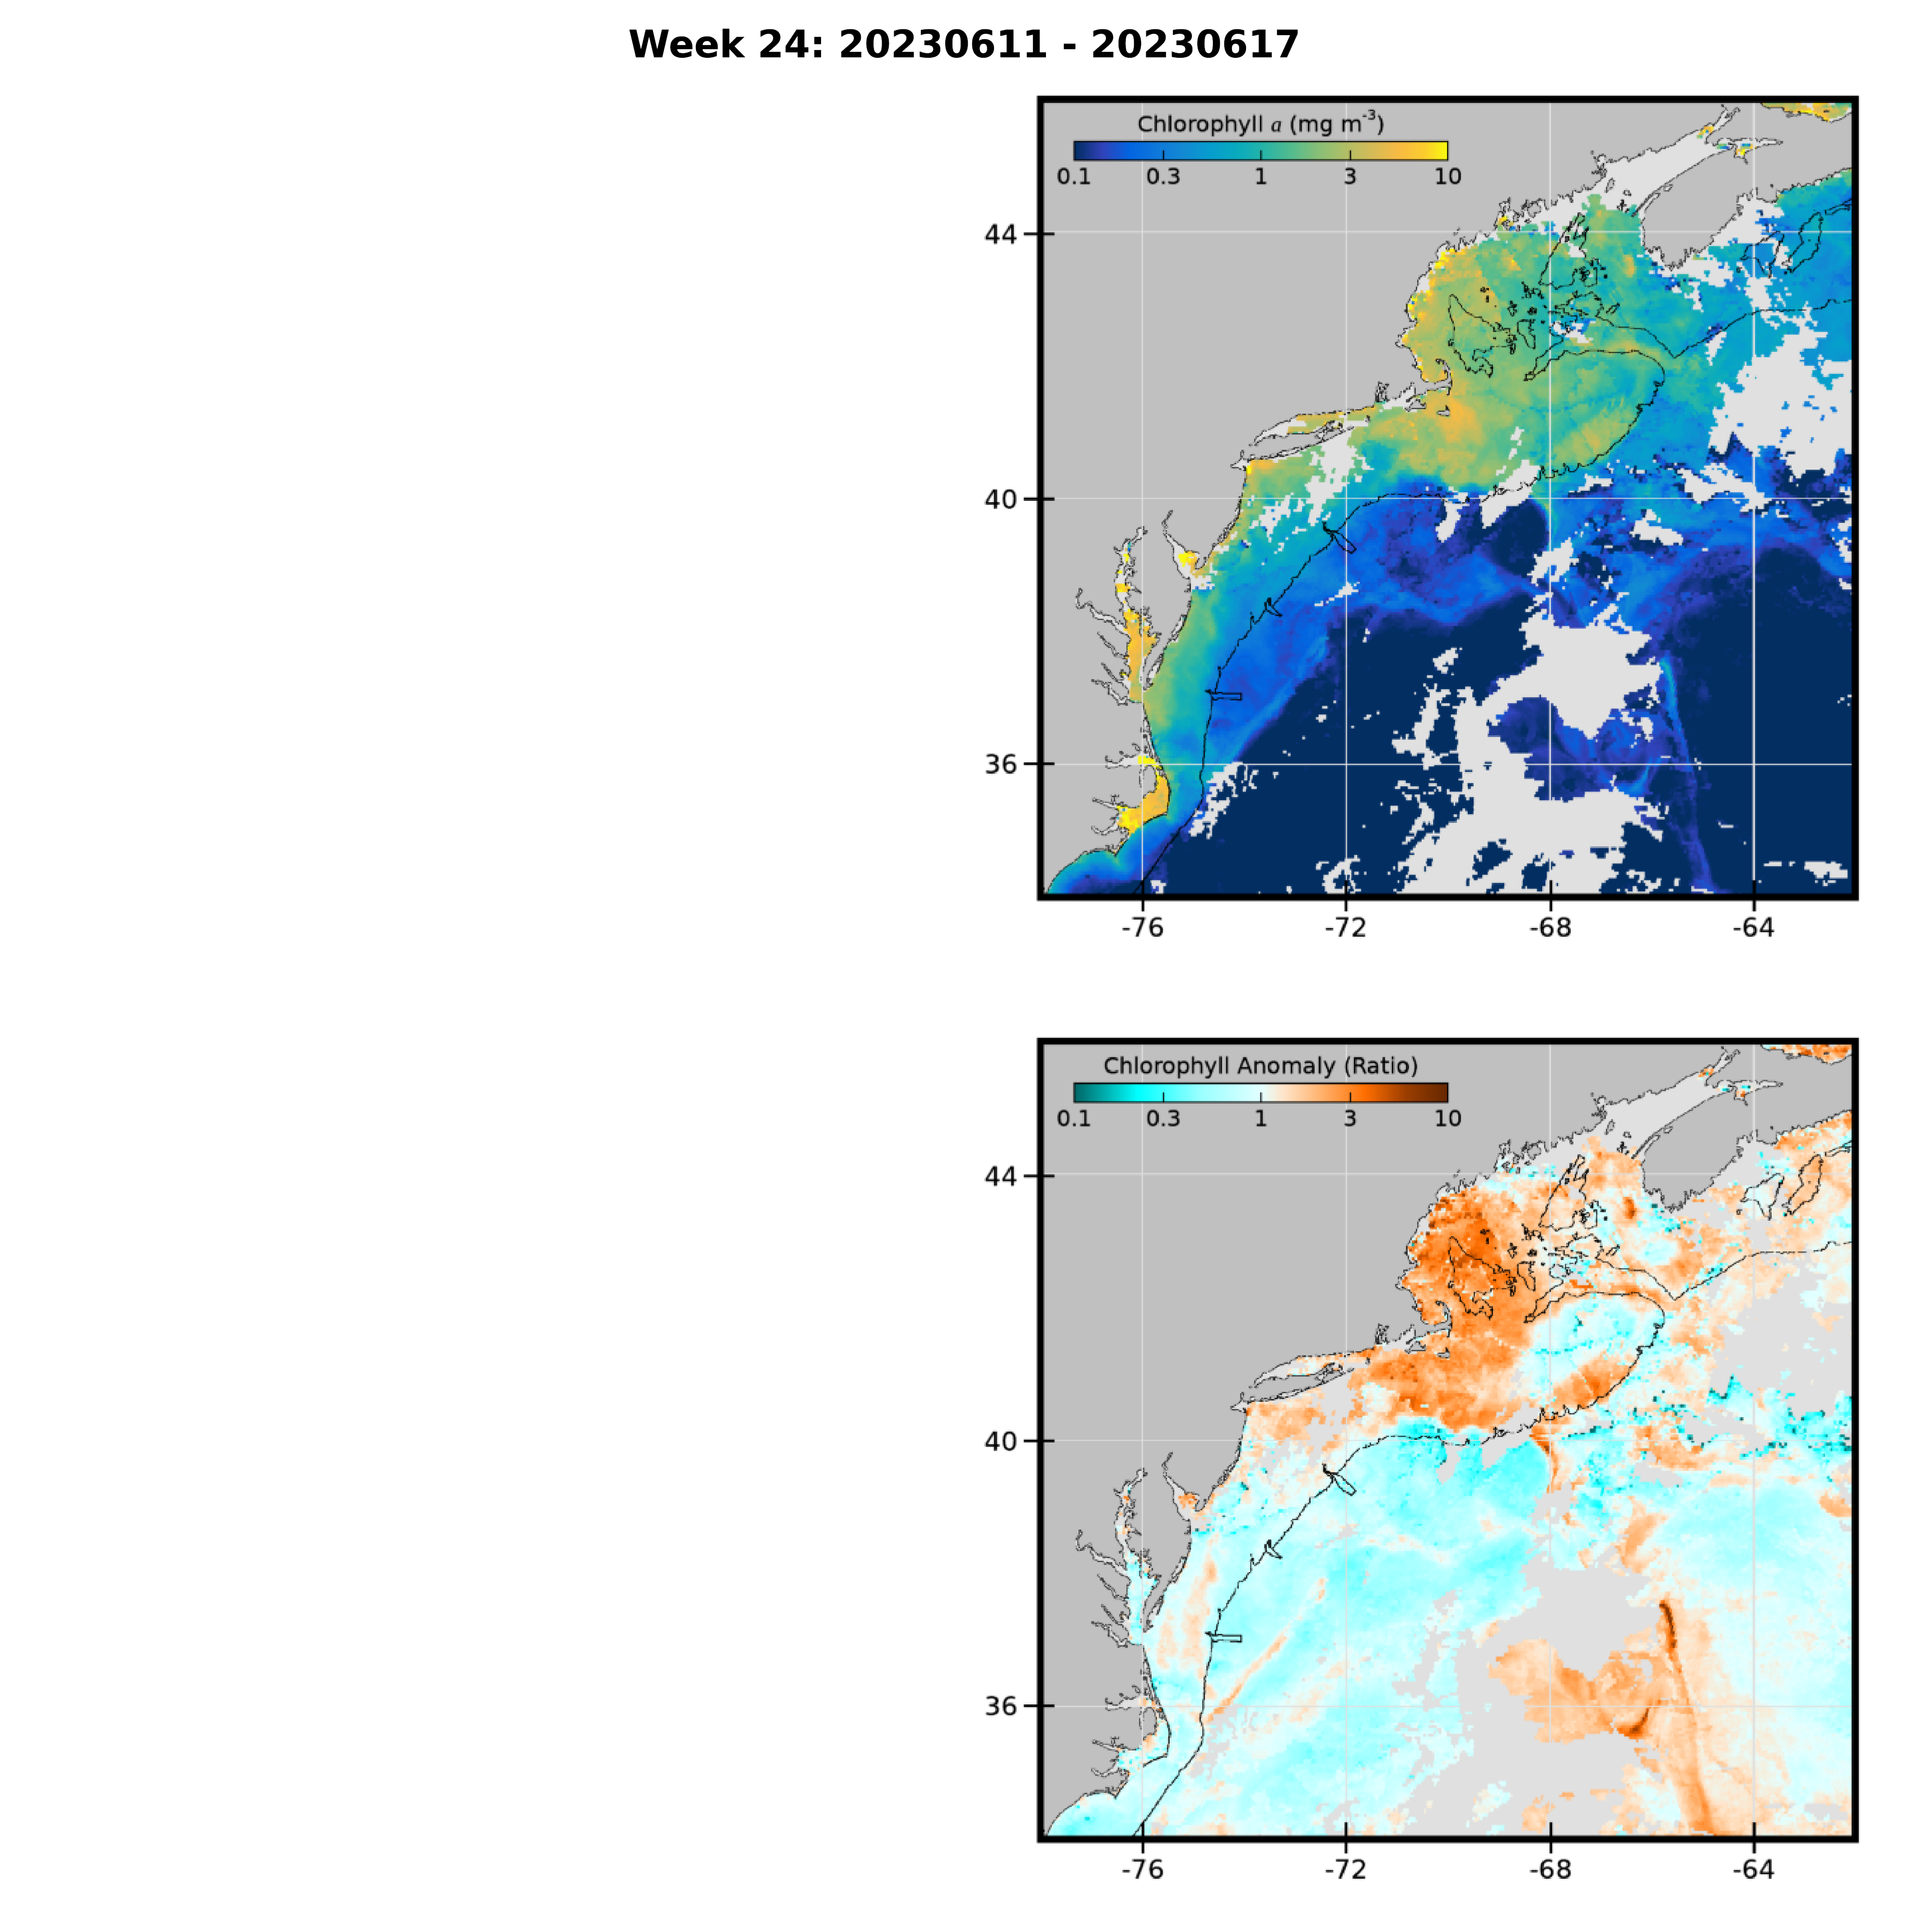 Week 24: 20230611 - 20230617
Chlorophyll a (mg m-3)
0.1 0.3 1 3 10
44
40
36
-76 -72 -68 -64
Chlorophyll Anomaly (Ratio)
0.1 0.3 1 3 10
44
40
36
-76 -72 -68 -64